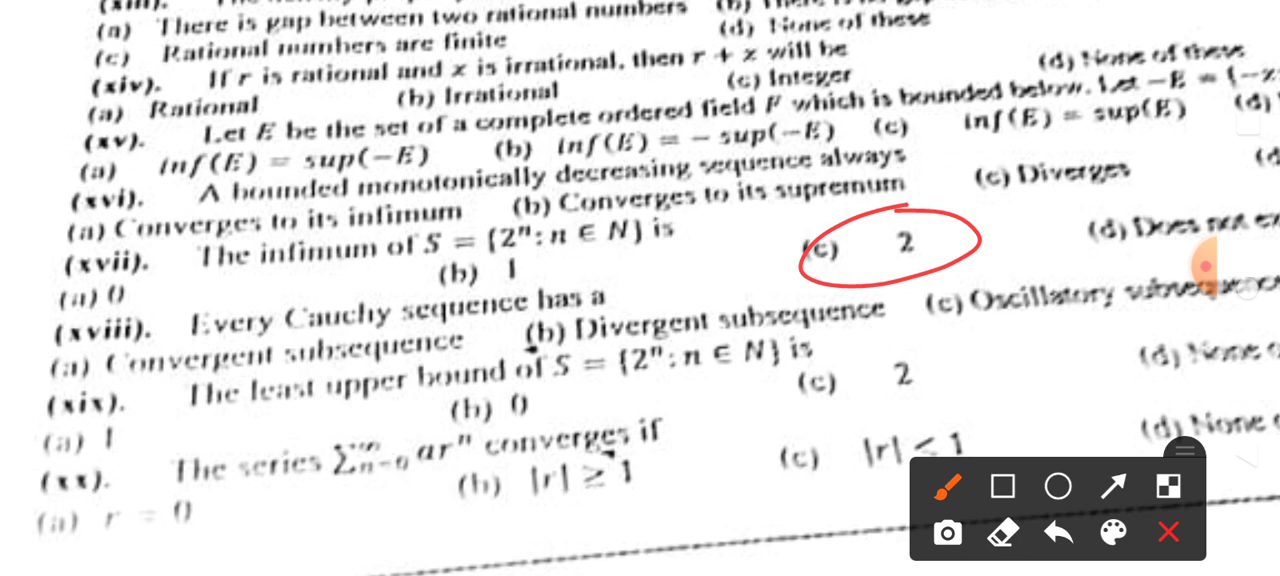 (a) There is gap between two rational numbers (b)
(c) Rational numbers are finite (d) None of these
(xiv). If r is rational and x is irrational, then r + x will be
(a) Rational (b) Irrational (c) Integer (d) None of these
(xv). Let E be the set of a complete ordered field F which is bounded below. Let −E = {−x
(a) inf(E) = sup(−E) (b) inf(E) = − sup(−E) (c) inf(E) = sup(E) (d)
(xvi). A bounded monotonically decreasing sequence always
(a) Converges to its infimum (b) Converges to its supremum (c) Diverges (d
(xvii). The infimum of S = {2ⁿ: n ∈ N} is
(a) 0 (b) 1 (c) 2 (d) Does not ex
(xviii). Every Cauchy sequence has a
(a) Convergent subsequence (b) Divergent subsequence (c) Oscillatory subsequence
(xix). The least upper bound of S = {2ⁿ: n ∈ N} is
(a) 1 (b) 0 (c) 2 (d) None o
(xx). The series ∑ₙ₌₀^∞ arⁿ converges if
(a) r = 0 (b) |r| ≥ 1 (c) |r| < 1 (d) None o